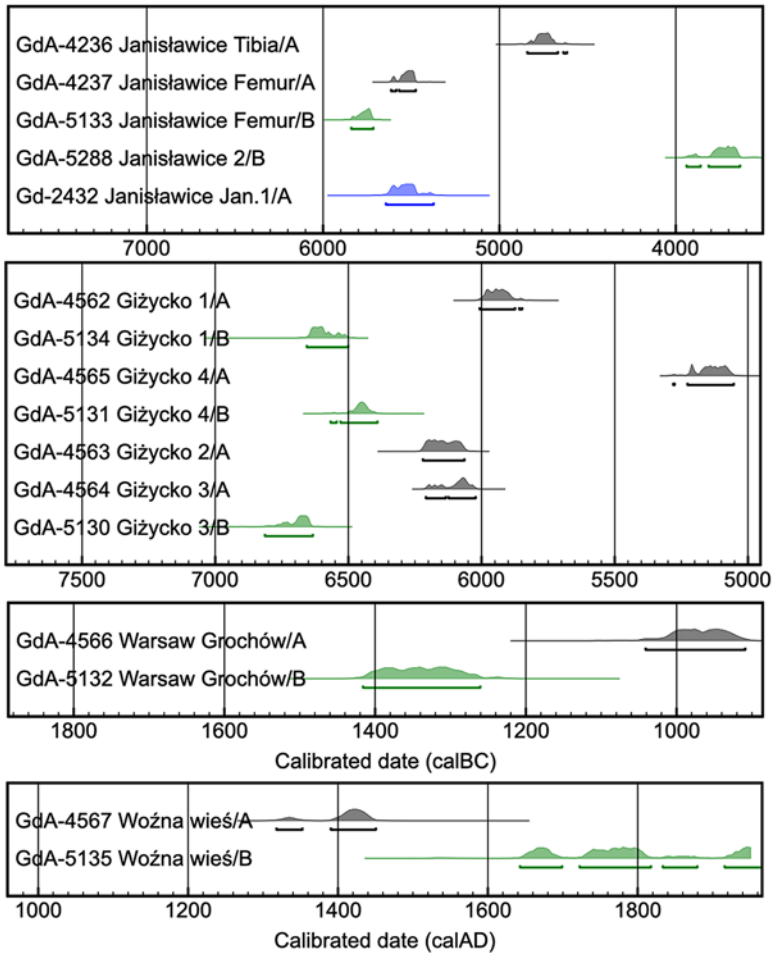 GdA-4236 Janisławice Tibia/A
GdA-4237 Janisławice Femur/A
GdA-5133 Janisławice Femur/B
GdA-5288 Janisławice 2/B
Gd-2432 Janisławice Jan.1/A
7000 6000 5000 4000
GdA-4562 Giżycko 1/A
GdA-5134 Giżycko 1/B
GdA-4565 Giżycko 4/A
GdA-5131 Giżycko 4/B
GdA-4563 Giżycko 2/A
GdA-4564 Giżycko 3/A
GdA-5130 Giżycko 3/B
7500 7000 6500 6000 5500 5000
GdA-4566 Warsaw Grochów/A
GdA-5132 Warsaw Grochów/B
1800 1600 1400 1200 1000
Calibrated date (calBC)
GdA-4567 Woźna wieś/A
GdA-5135 Woźna wieś/B
1000 1200 1400 1600 1800
Calibrated date (calAD)